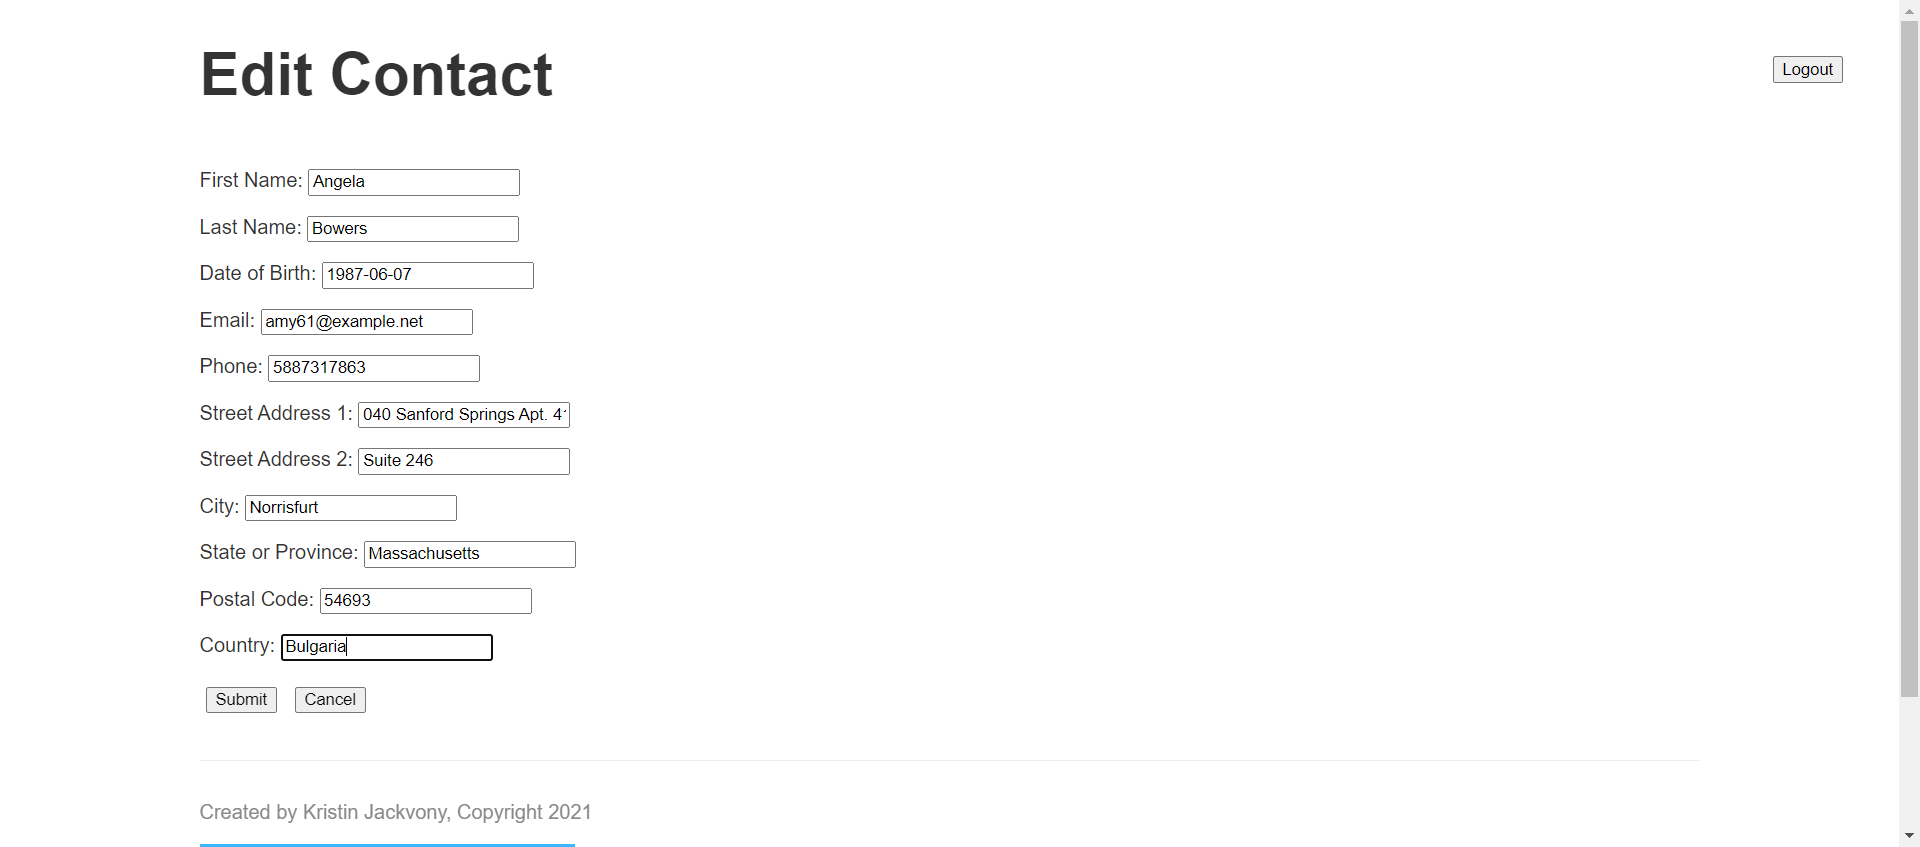 Edit Contact
Logout
First Name: Angela
Last Name: Bowers
Date of Birth: 1987-06-07
Email: amy61@example.net
Phone: 5887317863
Street Address 1: 040 Sanford Springs Apt.
Street Address 2: Suite 246
City: Norrisfurt
State or Province: Massachusetts
Postal Code: 54693
Country: Bulgaria
Submit Cancel
Created by Kristin Jackvony, Copyright 2021